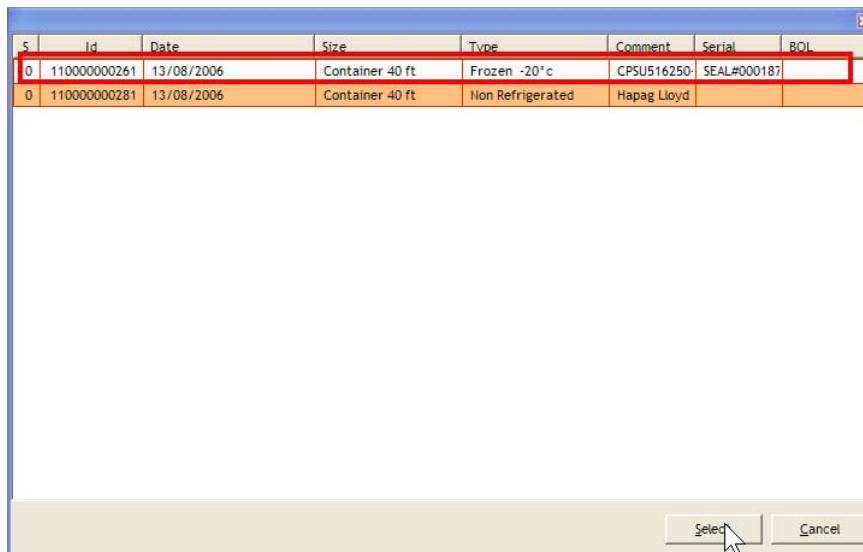 S Id Date Size Type Comment Serial BOL
0 110000000261 13/08/2006 Container 40 ft Frozen -20°c CPSU516250- SEAL#000187
0 110000000281 13/08/2006 Container 40 ft Non Refrigerated Hapag Lloyd
Select Cancel